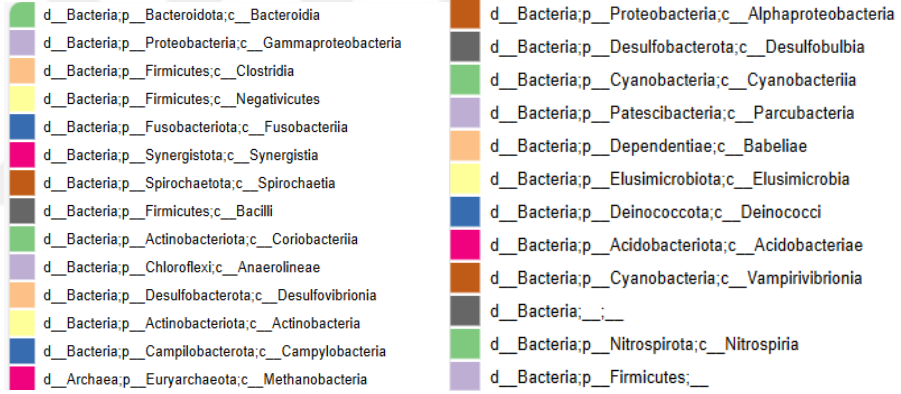 d__Bacteria;p__Bacteroidota;c__Bacteroidia
d__Bacteria;p__Proteobacteria;c__Gammaproteobacteria
d__Bacteria;p__Firmicutes;c__Clostridia
d__Bacteria;p__Firmicutes;c__Negativicutes
d__Bacteria;p__Fusobacteriota;c__Fusobacteriia
d__Bacteria;p__Synergistota;c__Synergistia
d__Bacteria;p__Spirochaetota;c__Spirochaetia
d__Bacteria;p__Firmicutes;c__Bacilli
d__Bacteria;p__Actinobacteriota;c__Coriobacteriia
d__Bacteria;p__Chloroflexi;c__Anaerolineae
d__Bacteria;p__Desulfobacterota;c__Desulfovibrionia
d__Bacteria;p__Actinobacteriota;c__Actinobacteria
d__Bacteria;p__Campilobacterota;c__Campylobacteria
d__Archaea;p__Euryarchaeota;c__Methanobacteria
d__Bacteria;p__Proteobacteria;c__Alphaproteobacteria
d__Bacteria;p__Desulfobacterota;c__Desulfobulbia
d__Bacteria;p__Cyanobacteria;c__Cyanobacteriia
d__Bacteria;p__Patescibacteria;c__Parcubacteria
d__Bacteria;p__Dependentiae;c__Babeliae
d__Bacteria;p__Elusimicrobiota;c__Elusimicrobia
d__Bacteria;p__Deinococcota;c__Deinococci
d__Bacteria;p__Acidobacteriota;c__Acidobacteriae
d__Bacteria;p__Cyanobacteria;c__Vampirivibrionia
d__Bacteria;__;__
d__Bacteria;p__Nitrospirota;c__Nitrospiria
d__Bacteria;p__Firmicutes;__